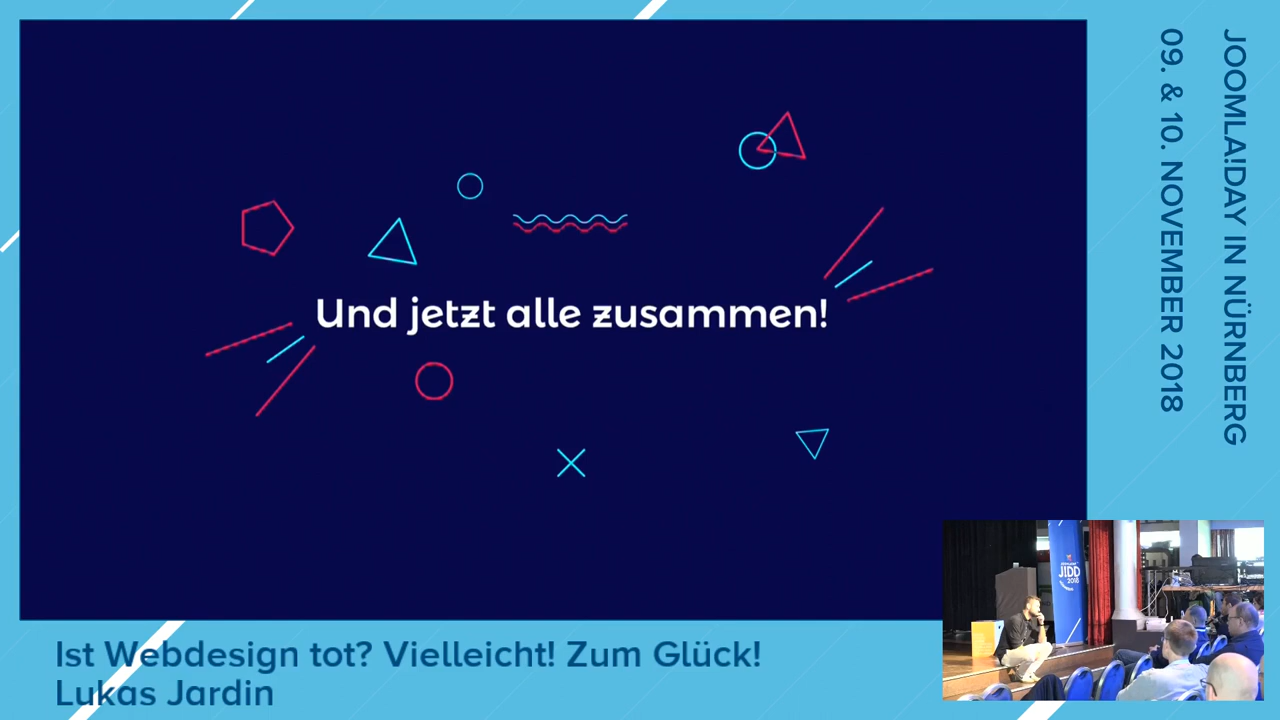 Und jetzt alle zusammen!
JOOMLA!DAY IN NÜRNBERG
09. & 10. NOVEMBER 2018
JIDD
2018
Ist Webdesign tot? Vielleicht! Zum Glück!
Lukas Jardin